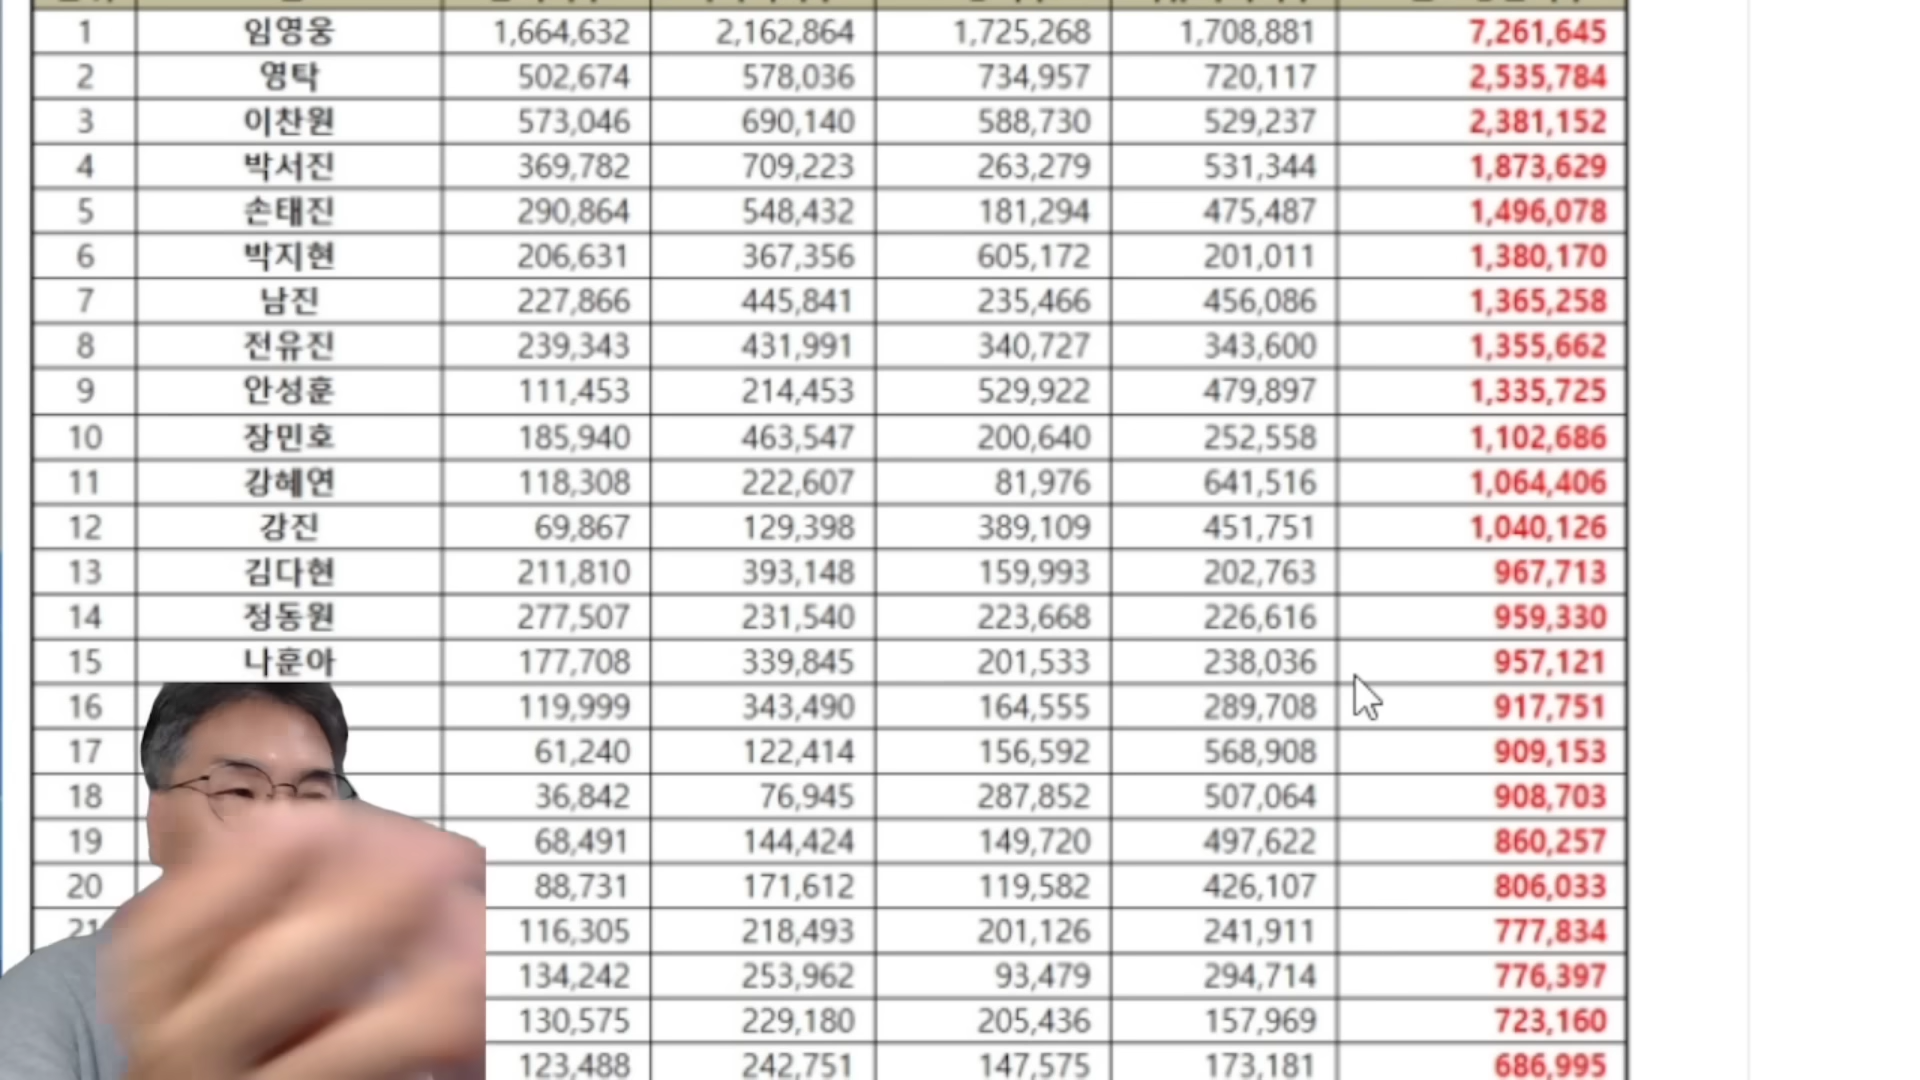 1 임영웅 1,664,632 2,162,864 1,725,268 1,708,881 7,261,645
2 영탁 502,674 578,036 734,957 720,117 2,535,784
3 이찬원 573,046 690,140 588,730 529,237 2,381,152
4 박서진 369,782 709,223 263,279 531,344 1,873,629
5 손태진 290,864 548,432 181,294 475,487 1,496,078
6 박지현 206,631 367,356 605,172 201,011 1,380,170
7 남진 227,866 445,841 235,466 456,086 1,365,258
8 전유진 239,343 431,991 340,727 343,600 1,355,662
9 안성훈 111,453 214,453 529,922 479,897 1,335,725
10 장민호 185,940 463,547 200,640 252,558 1,102,686
11 강혜연 118,308 222,607 81,976 641,516 1,064,406
12 강진 69,867 129,398 389,109 451,751 1,040,126
13 김다현 211,810 393,148 159,993 202,763 967,713
14 정동원 277,507 231,540 223,668 226,616 959,330
15 나훈아 177,708 339,845 201,533 238,036 957,121
16 119,999 343,490 164,555 289,708 917,751
17 61,240 122,414 156,592 568,908 909,153
18 36,842 76,945 287,852 507,064 908,703
19 68,491 144,424 149,720 497,622 860,257
20 88,731 171,612 119,582 426,107 806,033
21 116,305 218,493 201,126 241,911 777,834
134,242 253,962 93,479 294,714 776,397
130,575 229,180 205,436 157,969 723,160
123,488 242,751 147,575 173,181 686,995